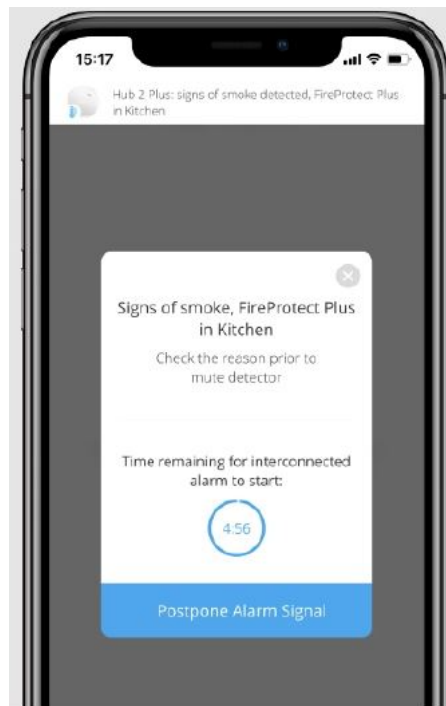 15:17
Hub 2 Plus: signs of smoke detected, FireProtect Plus
in Kitchen
Signs of smoke, FireProtect Plus
in Kitchen
Check the reason prior to
mute detector
Time remaining for interconnected
alarm to start:
4:56
Postpone Alarm Signal